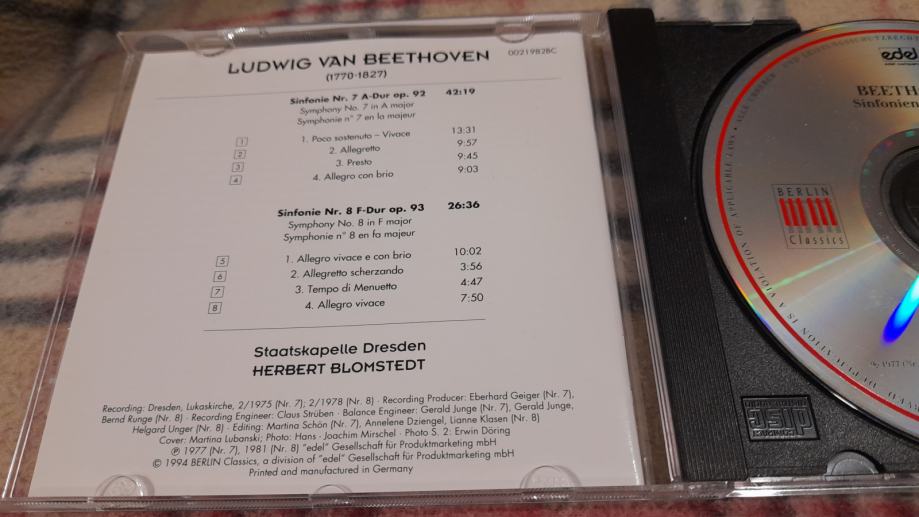 LUDWIG VAN BEETHOVEN
0021982BC
(1770-1827)
Sinfonie Nr. 7 A-Dur op. 92 42:19
Symphony No. 7 in A major
Symphonie n° 7 en la majeur
1 1. Poco sostenuto – Vivace 13:31
2 2. Allegretto 9:57
3 3. Presto 9:45
4 4. Allegro con brio 9:03
Sinfonie Nr. 8 F-Dur op. 93 26:36
Symphony No. 8 in F major
Symphonie n° 8 en fa majeur
5 1. Allegro vivace e con brio 10:02
6 2. Allegretto scherzando 3:56
7 3. Tempo di Menuetto 4:47
8 4. Allegro vivace 7:50
Staatskapelle Dresden
HERBERT BLOMSTEDT
Recording: Dresden, Lukaskirche, 2/1975 (Nr. 7); 2/1978 (Nr. 8) · Recording Producer: Eberhard Geiger (Nr. 7),
Bernd Runge (Nr. 8) · Recording Engineer: Claus Strüben · Balance Engineer: Gerald Junge (Nr. 7), Gerald Junge,
Helgard Unger (Nr. 8) · Editing: Martina Schön (Nr. 7), Annelene Dziengel, Lianne Klasen (Nr. 8)
Cover: Martina Lubanski; Photo: Hans - Joachim Mirschel · Photo S. 2: Erwin Döring
℗ 1977 (Nr. 7), 1981 (Nr. 8) "edel" Gesellschaft für Produktmarketing mbH
© 1994 BERLIN Classics, a division of "edel" Gesellschaft für Produktmarketing mbH
Printed and manufactured in Germany
edel
BEETH
Sinfonien
BERLIN
Classics
A VIOLATION OF APPLICABLE LAWS
DUPLICATION IS
℗ 1977 (Nr.